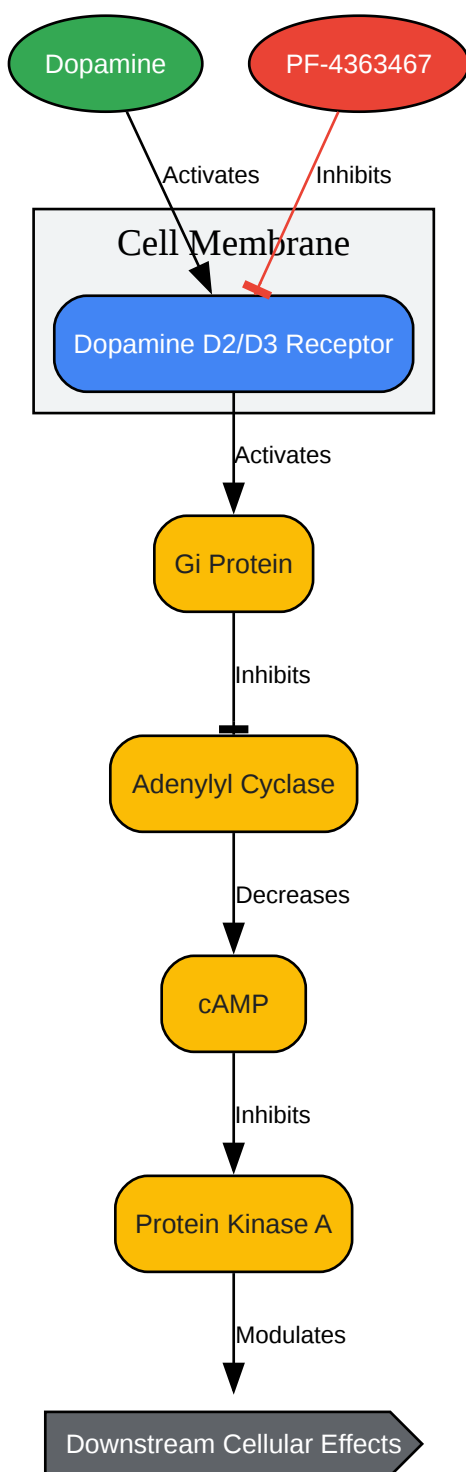 Dopamine
PF-4363467
Activates
Inhibits
Cell Membrane
Dopamine D2/D3 Receptor
Activates
Gi Protein
Inhibits
Adenylyl Cyclase
Decreases
cAMP
Inhibits
Protein Kinase A
Modulates
Downstream Cellular Effects